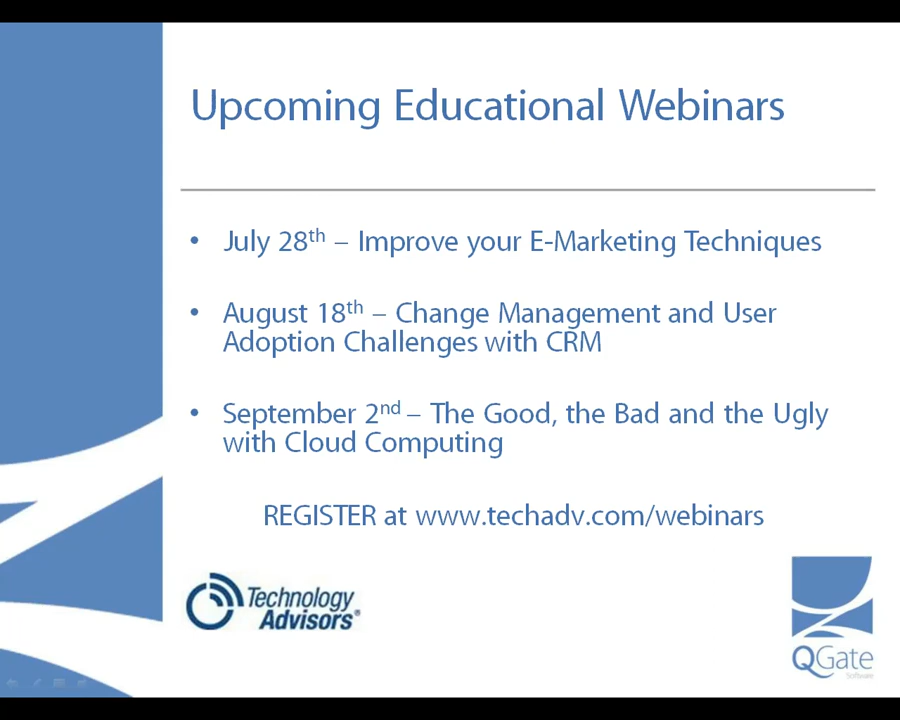 Upcoming Educational Webinars
• July 28th – Improve your E-Marketing Techniques
• August 18th – Change Management and User
Adoption Challenges with CRM
• September 2nd – The Good, the Bad and the Ugly
with Cloud Computing
REGISTER at www.techadv.com/webinars
Technology
Advisors®
QGate
Software